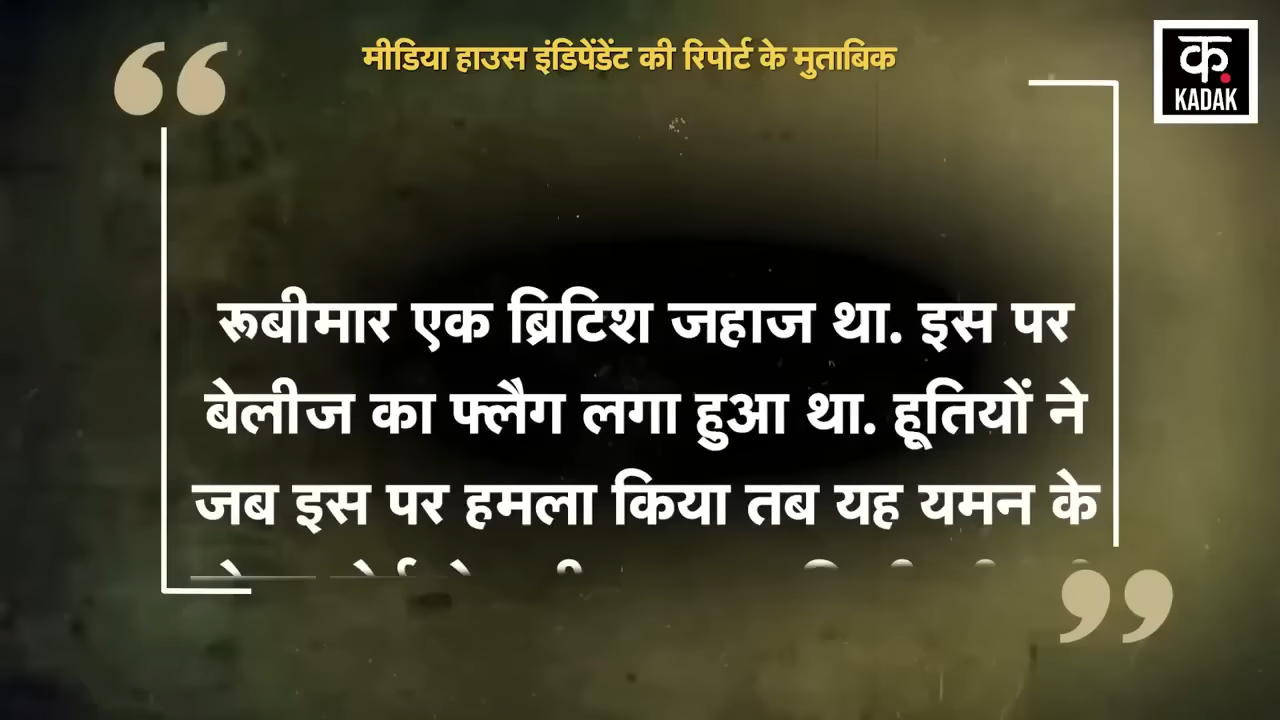 मीडिया हाउस इंडिपेंडेंट की रिपोर्ट के मुताबिक
क.
KADAK
रूबीमार एक ब्रिटिश जहाज था. इस पर
बेलीज का फ्लैग लगा हुआ था. हूतियों ने
जब इस पर हमला किया तब यह यमन के